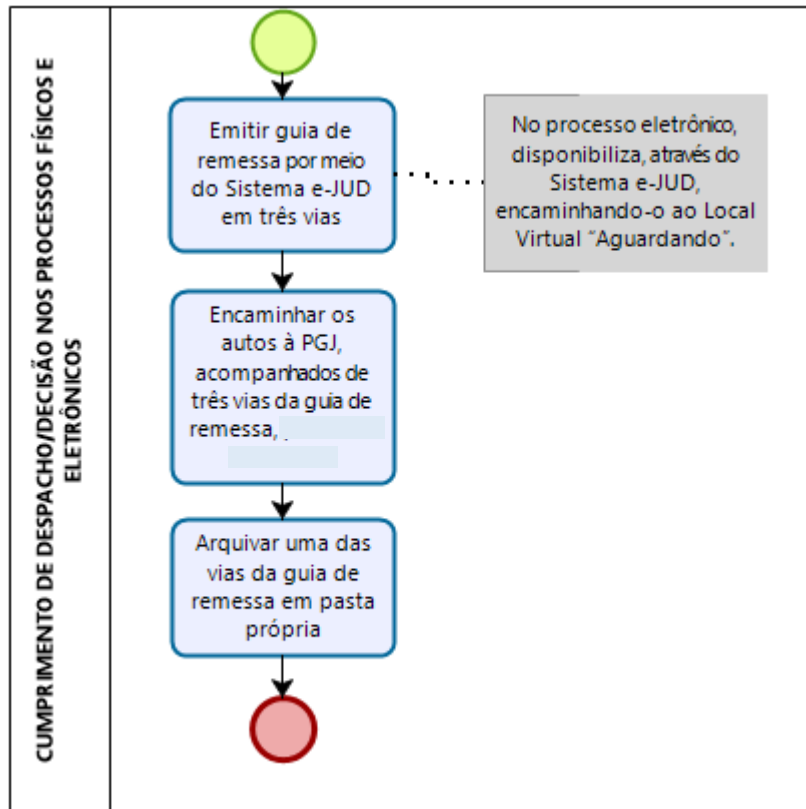 CUMPRIMENTO DE DESPACHO/DECISÃO NOS PROCESSOS FÍSICOS E
ELETRÔNICOS
Emitir guia de
remessa por meio
do Sistema e-JUD
em três vias
No processo eletrônico,
disponibiliza, através do
Sistema e-JUD,
encaminhando-o ao Local
Virtual “Aguardando”.
Encaminhar os
autos à PGJ,
acompanhados de
três vias da guia de
remessa,
Arquivar uma das
vias da guia de
remessa em pasta
própria